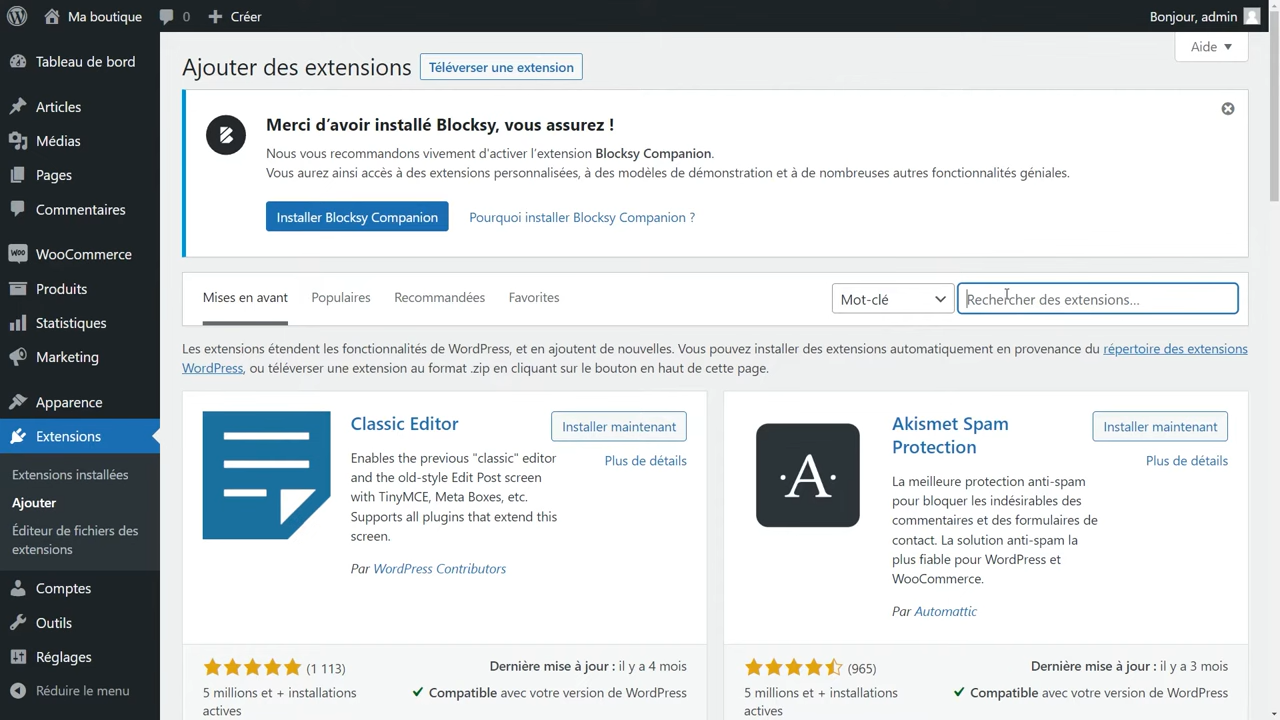 Ma boutique
0
Créer
Bonjour, admin
Tableau de bord
Articles
Médias
Pages
Commentaires
WooCommerce
Produits
Statistiques
Marketing
Apparence
Extensions
Extensions installées
Ajouter
Éditeur de fichiers des
extensions
Comptes
Outils
Réglages
Réduire le menu
Aide
Ajouter des extensions
Téléverser une extension
Merci d’avoir installé Blocksy, vous assurez !
Nous vous recommandons vivement d'activer l’extension Blocksy Companion.
Vous aurez ainsi accès à des extensions personnalisées, à des modèles de démonstration et à de nombreuses autres fonctionnalités géniales.
Installer Blocksy Companion
Pourquoi installer Blocksy Companion ?
Mises en avant
Populaires
Recommandées
Favorites
Mot-clé
Rechercher des extensions...
Les extensions étendent les fonctionnalités de WordPress, et en ajoutent de nouvelles. Vous pouvez installer des extensions automatiquement en provenance du répertoire des extensions
WordPress, ou téléverser une extension au format .zip en cliquant sur le bouton en haut de cette page.
Classic Editor
Installer maintenant
Plus de détails
Enables the previous "classic" editor
and the old-style Edit Post screen
with TinyMCE, Meta Boxes, etc.
Supports all plugins that extend this
screen.
Par WordPress Contributors
(1 113)
5 millions et + installations
actives
Dernière mise à jour : il y a 4 mois
Compatible avec votre version de WordPress
A
Akismet Spam
Protection
Installer maintenant
Plus de détails
La meilleure protection anti-spam
pour bloquer les indésirables des
commentaires et des formulaires de
contact. La solution anti-spam la
plus fiable pour WordPress et
WooCommerce.
Par Automattic
(965)
5 millions et + installations
actives
Dernière mise à jour : il y a 3 mois
Compatible avec votre version de WordPress